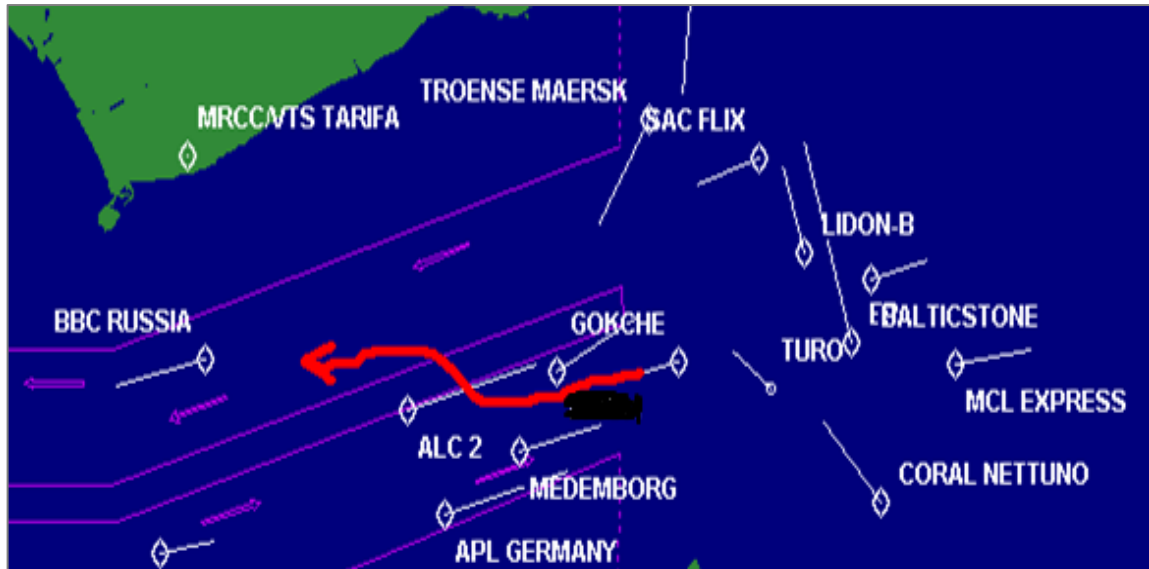 TROENSE MAERSK
SAC FLIX
MRCC/VTS TARIFA
LIDON-B
BBC RUSSIA
GOKCHE
BALTICSTONE
TURO
MCL EXPRESS
ALC 2
CORAL NETTUNO
MEDEMBORG
APL GERMANY